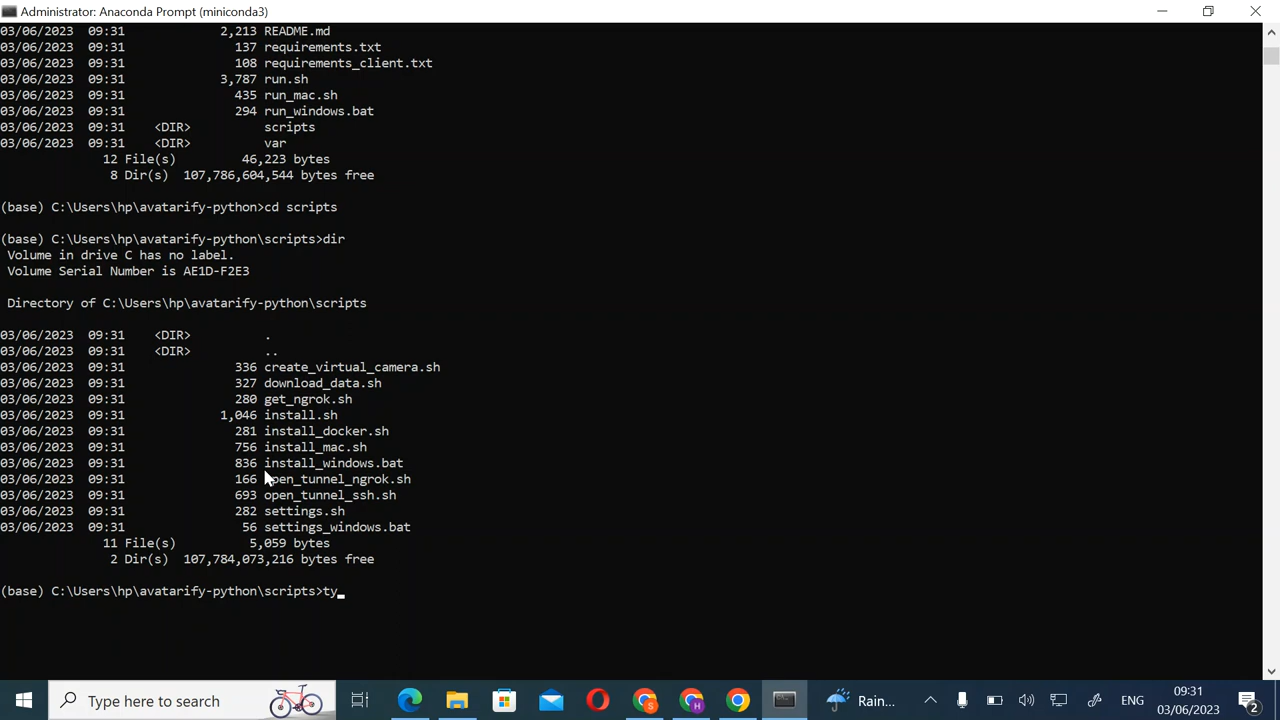 Administrator: Anaconda Prompt (miniconda3)
03/06/2023 09:31 2,213 README.md
03/06/2023 09:31 137 requirements.txt
03/06/2023 09:31 108 requirements_client.txt
03/06/2023 09:31 3,787 run.sh
03/06/2023 09:31 435 run_mac.sh
03/06/2023 09:31 294 run_windows.bat
03/06/2023 09:31 <DIR> scripts
03/06/2023 09:31 <DIR> var
12 File(s) 46,223 bytes
8 Dir(s) 107,786,604,544 bytes free
(base) C:\Users\hp\avatarify-python>cd scripts
(base) C:\Users\hp\avatarify-python\scripts>dir
Volume in drive C has no label.
Volume Serial Number is AE1D-F2E3
Directory of C:\Users\hp\avatarify-python\scripts
03/06/2023 09:31 <DIR> .
03/06/2023 09:31 <DIR> ..
03/06/2023 09:31 336 create_virtual_camera.sh
03/06/2023 09:31 327 download_data.sh
03/06/2023 09:31 280 get_ngrok.sh
03/06/2023 09:31 1,046 install.sh
03/06/2023 09:31 281 install_docker.sh
03/06/2023 09:31 756 install_mac.sh
03/06/2023 09:31 836 install_windows.bat
03/06/2023 09:31 166 open_tunnel_ngrok.sh
03/06/2023 09:31 693 open_tunnel_ssh.sh
03/06/2023 09:31 282 settings.sh
03/06/2023 09:31 56 settings_windows.bat
11 File(s) 5,059 bytes
2 Dir(s) 107,784,073,216 bytes free
(base) C:\Users\hp\avatarify-python\scripts>ty_
Type here to search
Rain...
ENG
09:31
03/06/2023
2